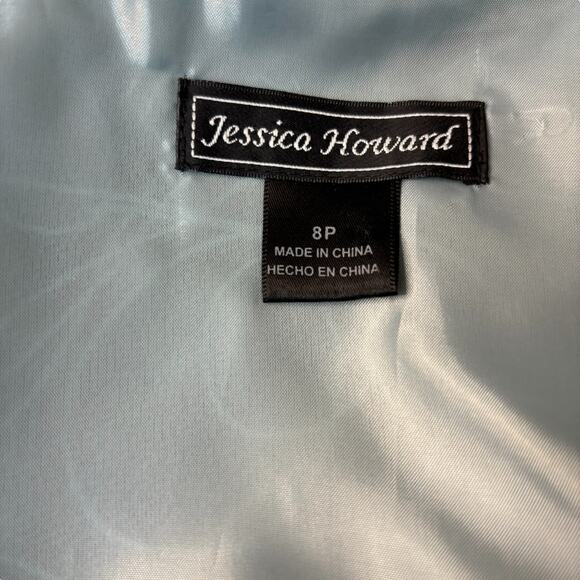 Jessica Howard
8P
MADE IN CHINA
HECHO EN CHINA